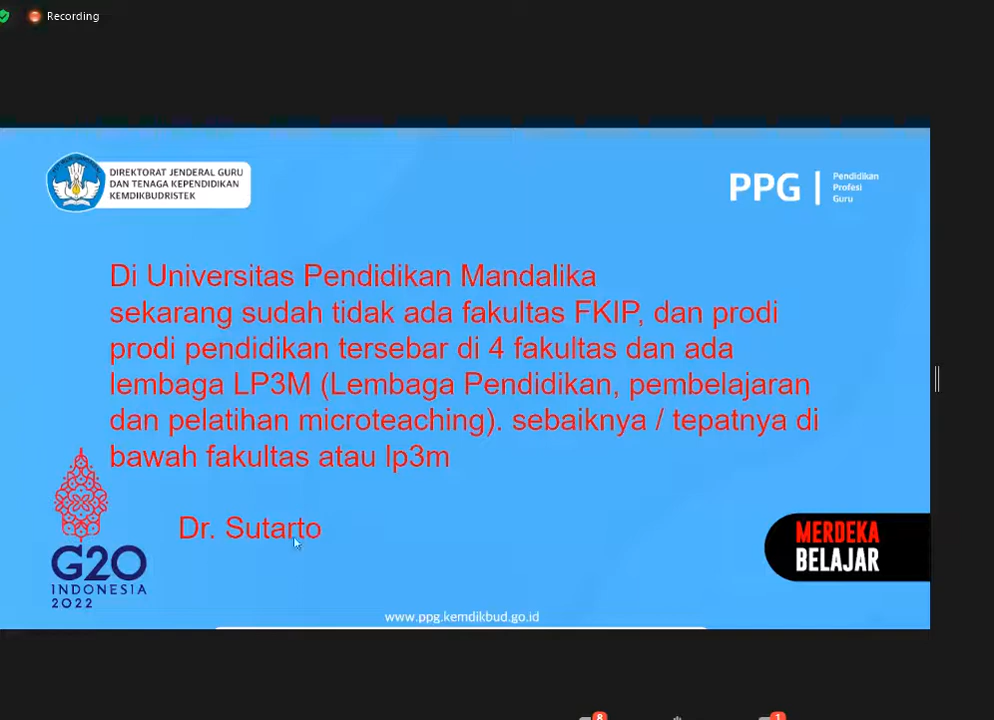 Recording
DIREKTORAT JENDERAL GURU
DAN TENAGA KEPENDIDIKAN
KEMDIKBUDRISTEK
PPG
Pendidikan
Profesi
Guru
Di Universitas Pendidikan Mandalika
sekarang sudah tidak ada fakultas FKIP, dan prodi
prodi pendidikan tersebar di 4 fakultas dan ada
lembaga LP3M (Lembaga Pendidikan, pembelajaran
dan pelatihan microteaching). sebaiknya / tepatnya di
bawah fakultas atau lp3m
Dr. Sutarto
G20
INDONESIA
2022
MERDEKA
BELAJAR
www.ppg.kemdikbud.go.id
8
1